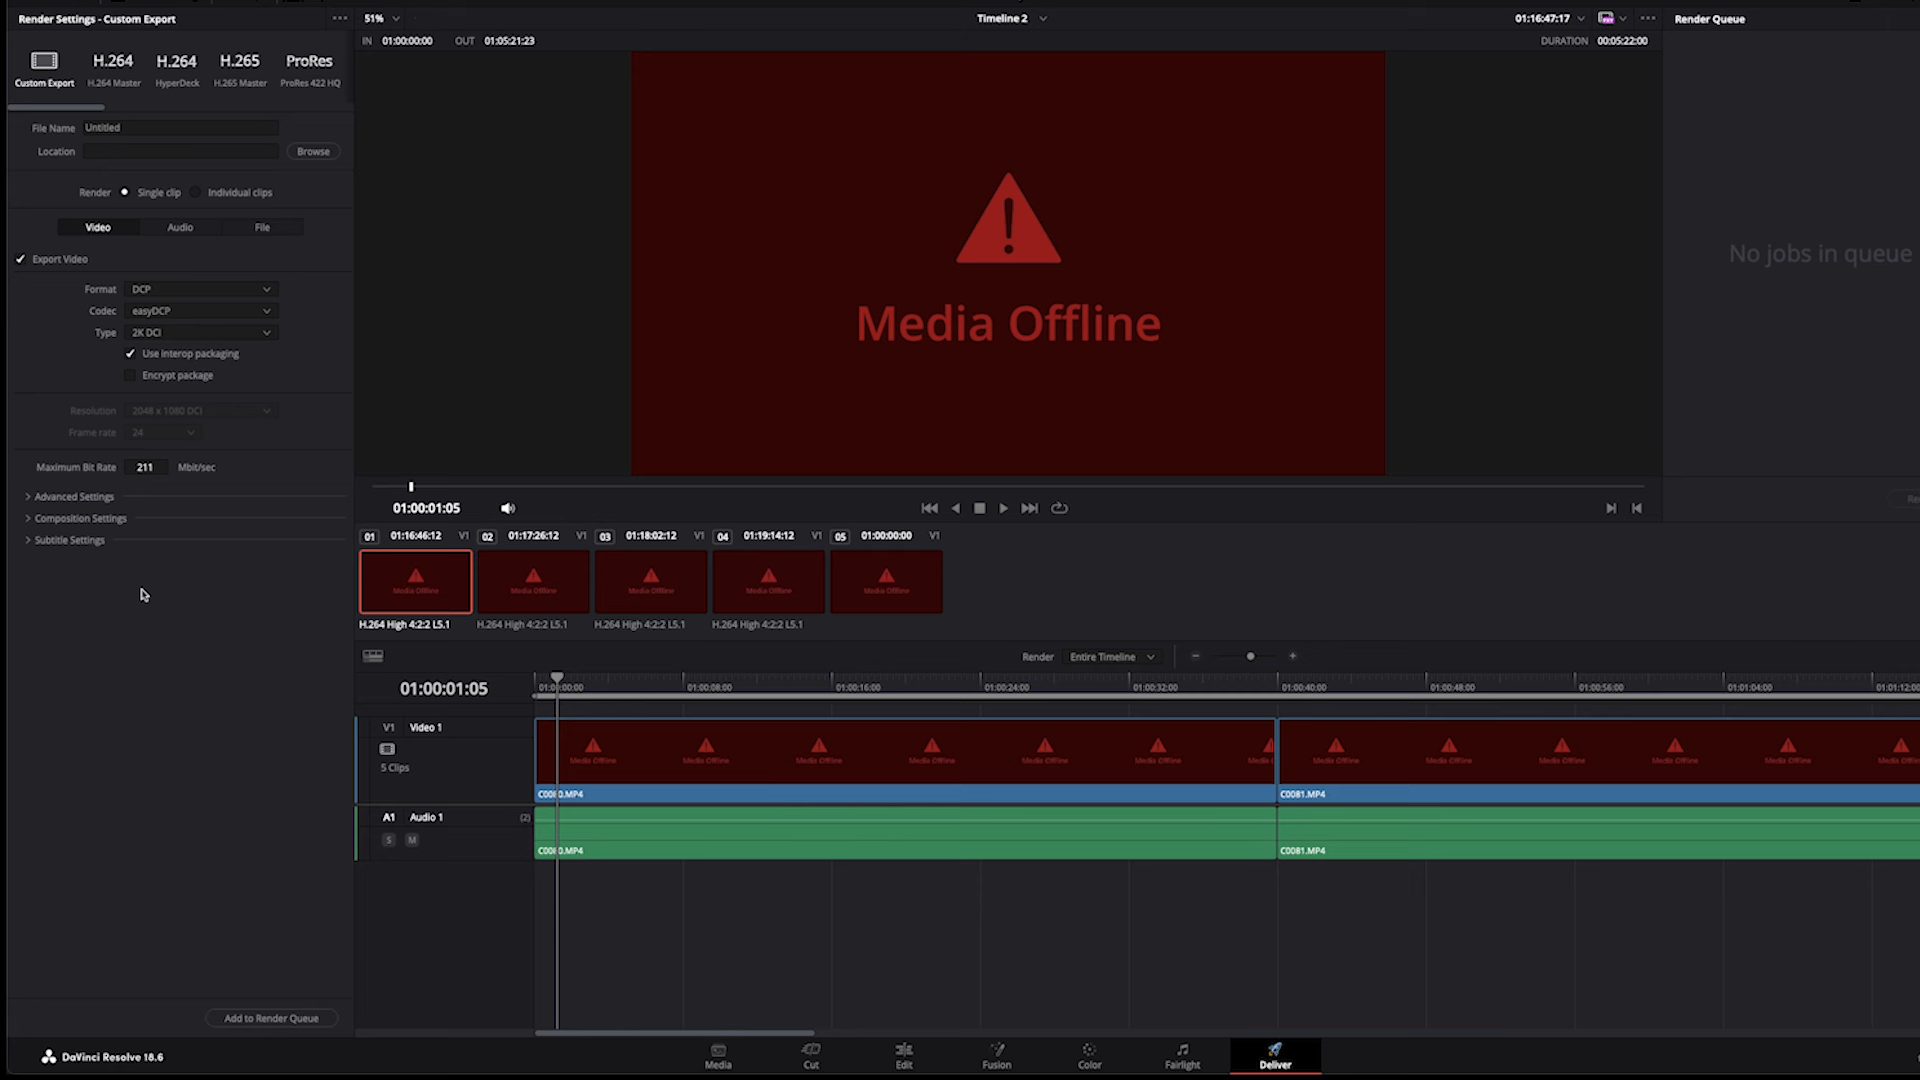 Render Settings - Custom Export
51%
Timeline 2
01:16:47:17
Render Queue
IN 01:00:00:00 OUT 01:05:21:23
DURATION 00:05:22:00
H.264 H.264 H.265 ProRes
Custom Export H.264 Master HyperDeck H.265 Master ProRes 422 HQ
File Name Untitled
Location Browse
Render Single clip Individual clips
Video Audio File
Export Video
Format DCP
Codec easyDCP
Type 2K DCI
Use interop packaging
Encrypt package
Resolution 2048 x 1080 DCI
Frame rate 24
Maximum Bit Rate 211 Mbit/sec
Advanced Settings
Composition Settings
Subtitle Settings
Add to Render Queue
Media Offline
No jobs in queue
01:00:01:05
01 01:16:46:12 V1 02 01:17:26:12 V1 03 01:18:02:12 V1 04 01:19:14:12 V1 05 01:00:00:00 V1
Media Offline Media Offline Media Offline Media Offline Media Offline
H.264 High 4:2:2 L5.1 H.264 High 4:2:2 L5.1 H.264 High 4:2:2 L5.1 H.264 High 4:2:2 L5.1
Render Entire Timeline
01:00:01:05
01:00:00:00 01:00:08:00 01:00:16:00 01:00:24:00 01:00:32:00 01:00:40:00 01:00:48:00 01:00:56:00 01:01:04:00 01:01:12:00
V1 Video 1
5 Clips
Media Offline Media Offline Media Offline Media Offline Media Offline Media Offline Media Offline Media Offline Media Offline Media Offline Media Offline
C0081.MP4
A1 Audio 1 (2)
S M
C0081.MP4
DaVinci Resolve 18.6
Media Cut Edit Fusion Color Fairlight Deliver